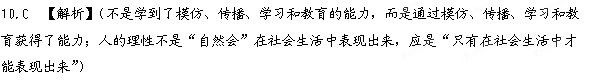 10.C 【解析】(不是学到了模仿、传播、学习和教育的能力，而是通过模仿、传播、学习和教
育获得了能力；人的理性不是“自然会”在社会生活中表现出来，应是“只有在社会生活中才
能表现出来”)